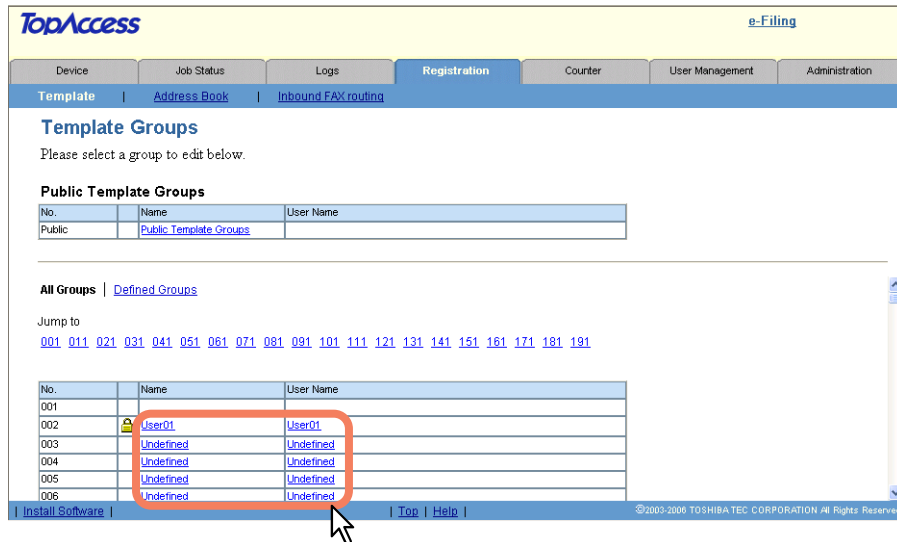 TopAccess
e-Filing
Device Job Status Logs Registration Counter User Management Administration
Template | Address Book | Inbound FAX routing
Template Groups
Please select a group to edit below.
Public Template Groups
No. Name User Name
Public Public Template Groups
All Groups | Defined Groups
Jump to
001 011 021 031 041 051 061 071 081 091 101 111 121 131 141 151 161 171 181 191
No. Name User Name
001
002 User01 User01
003 Undefined Undefined
004 Undefined Undefined
005 Undefined Undefined
006 Undefined Undefined
| Install Software | | Top | Help | ©2003-2006 TOSHIBA TEC CORPORATION All Rights Reserve